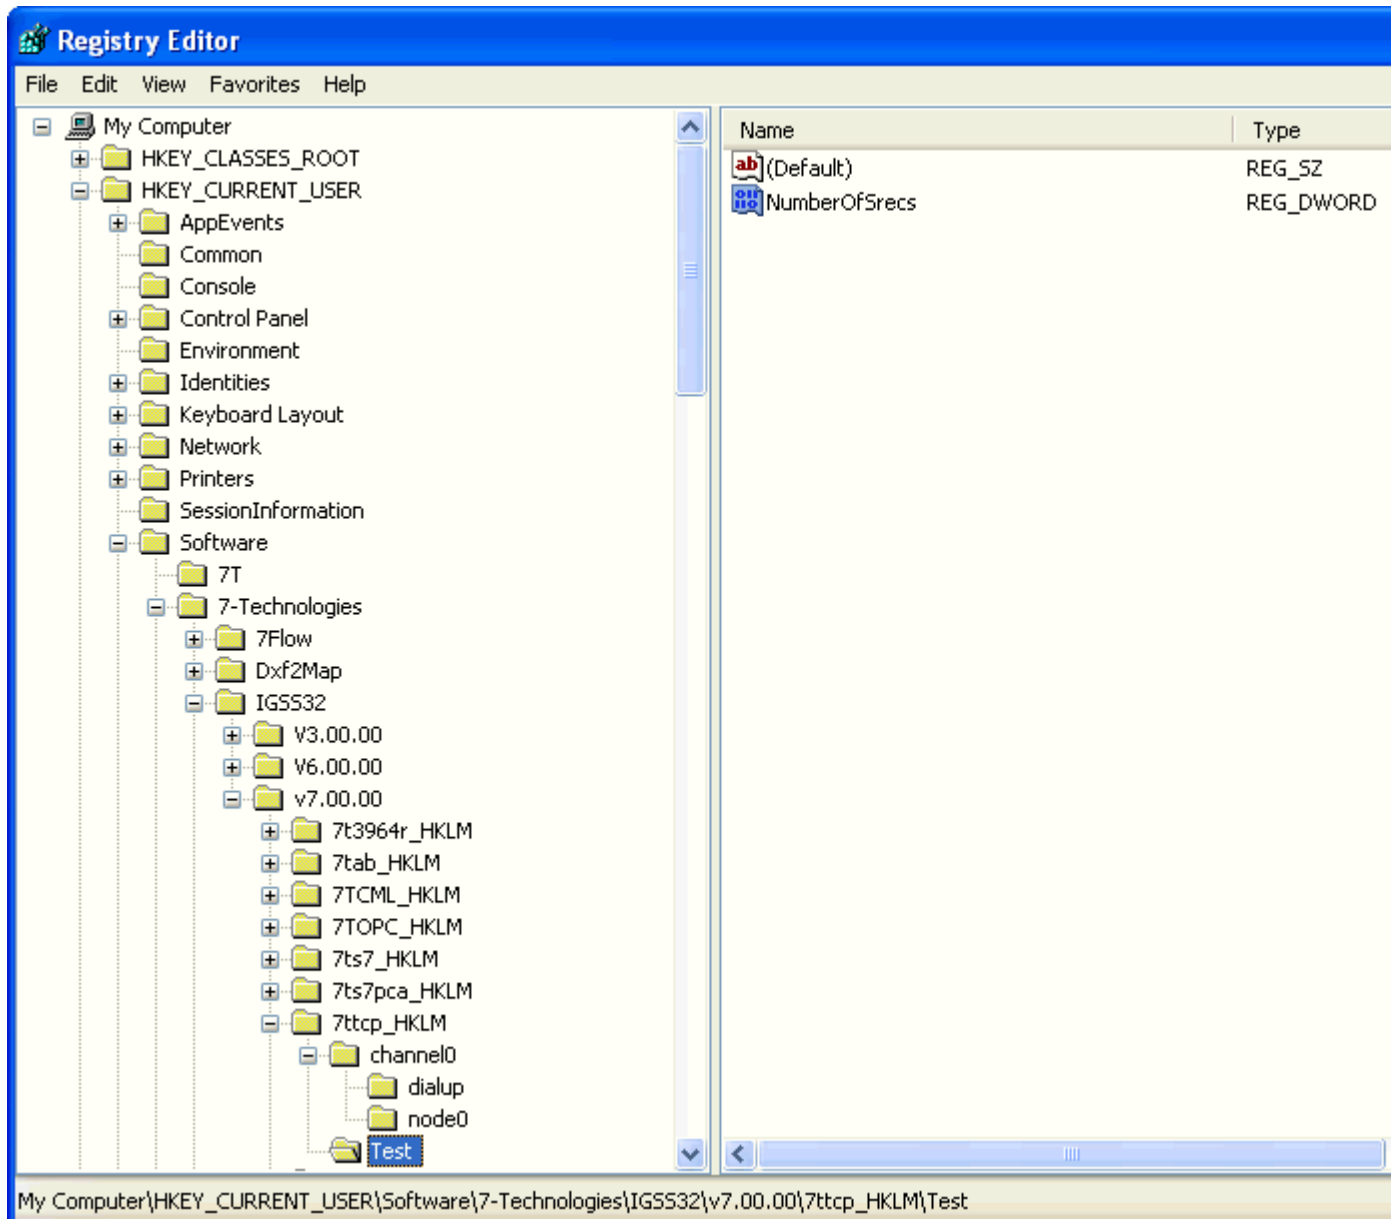 Registry Editor
File Edit View Favorites Help
My Computer
HKEY_CLASSES_ROOT
HKEY_CURRENT_USER
AppEvents
Common
Console
Control Panel
Environment
Identities
Keyboard Layout
Network
Printers
SessionInformation
Software
7T
7-Technologies
7Flow
Dxf2Map
IGSS32
V3.00.00
V6.00.00
v7.00.00
7t3964r_HKLM
7tab_HKLM
7TCML_HKLM
7TOPC_HKLM
7ts7_HKLM
7ts7pca_HKLM
7ttcp_HKLM
channel0
dialup
node0
Test
Name Type
(Default) REG_SZ
NumberOfSrecs REG_DWORD
My Computer\HKEY_CURRENT_USER\Software\7-Technologies\IGSS32\v7.00.00\7ttcp_HKLM\Test